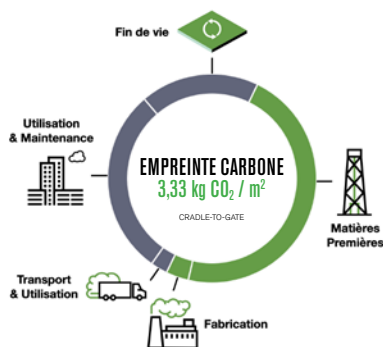 Fin de vie
Utilisation
& Maintenance
EMPREINTE CARBONE
3,33 kg CO₂ / m²
CRADLE-TO-GATE
Matières
Premières
Transport
& Utilisation
Fabrication